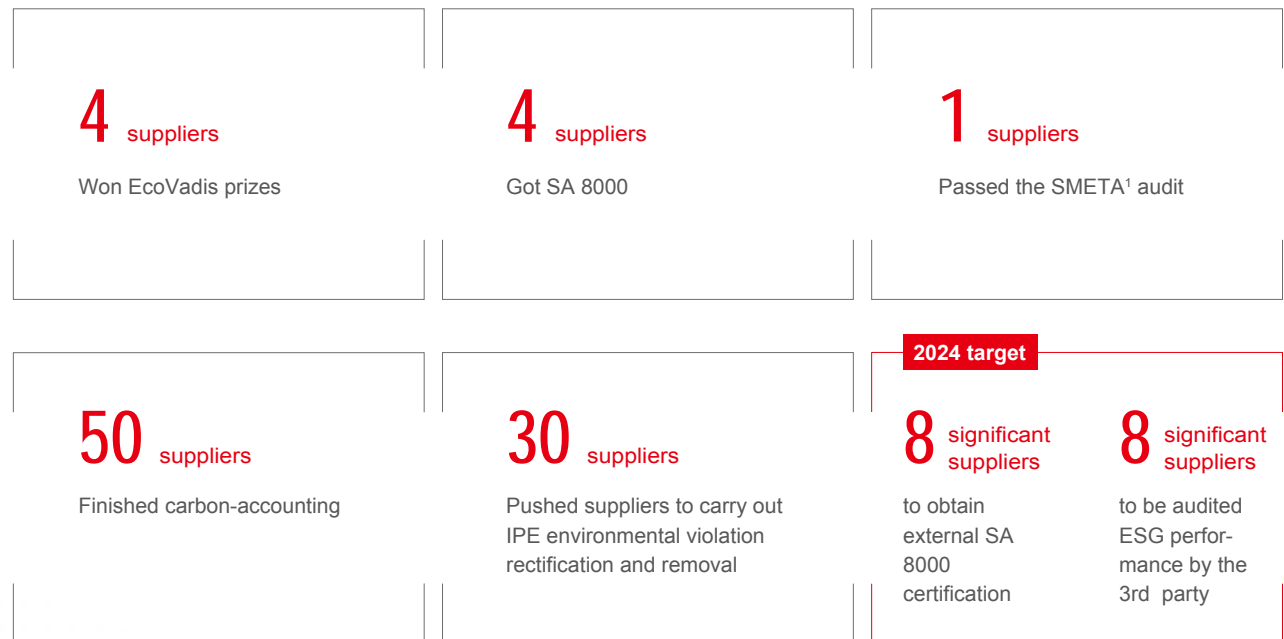 4 suppliers
Won EcoVadis prizes
4 suppliers
Got SA 8000
1 suppliers
Passed the SMETA¹ audit
50 suppliers
Finished carbon-accounting
30 suppliers
Pushed suppliers to carry out
IPE environmental violation
rectification and removal
2024 target
8 significant
suppliers
to obtain
external SA
8000
certification
8 significant
suppliers
to be audited
ESG perfor-
mance by the
3rd party